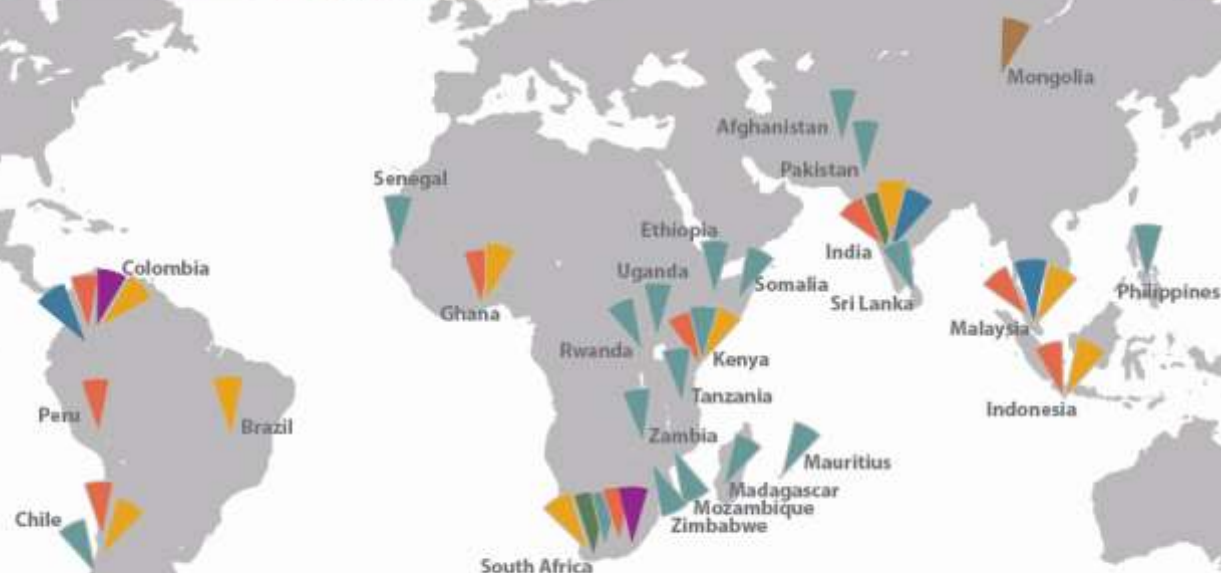 Mongolia
Afghanistan
Pakistan
Senegal
Ethiopia
India
Colombia
Uganda
Somalia
Philippines
Sri Lanka
Ghana
Malaysia
Rwanda
Kenya
Tanzania
Indonesia
Peru
Brazil
Zambia
Mauritius
Madagascar
Mozambique
Chile
Zimbabwe
South Africa